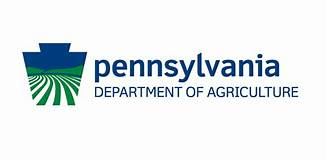 pennsylvania
DEPARTMENT OF AGRICULTURE